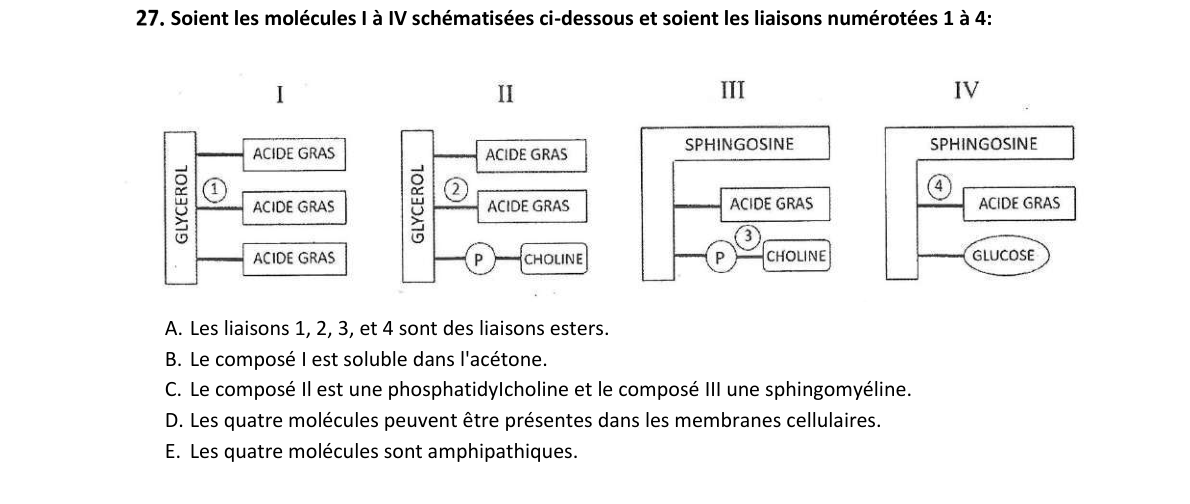 27. Soient les molécules I à IV schématisées ci-dessous et soient les liaisons numérotées 1 à 4:
I
II
III
IV
GLYCEROL
ACIDE GRAS
1
ACIDE GRAS
ACIDE GRAS
GLYCEROL
ACIDE GRAS
2
ACIDE GRAS
P
CHOLINE
SPHINGOSINE
ACIDE GRAS
3
P
CHOLINE
SPHINGOSINE
4
ACIDE GRAS
GLUCOSE
A. Les liaisons 1, 2, 3, et 4 sont des liaisons esters.
B. Le composé I est soluble dans l'acétone.
C. Le composé II est une phosphatidylcholine et le composé III une sphingomyéline.
D. Les quatre molécules peuvent être présentes dans les membranes cellulaires.
E. Les quatre molécules sont amphipathiques.